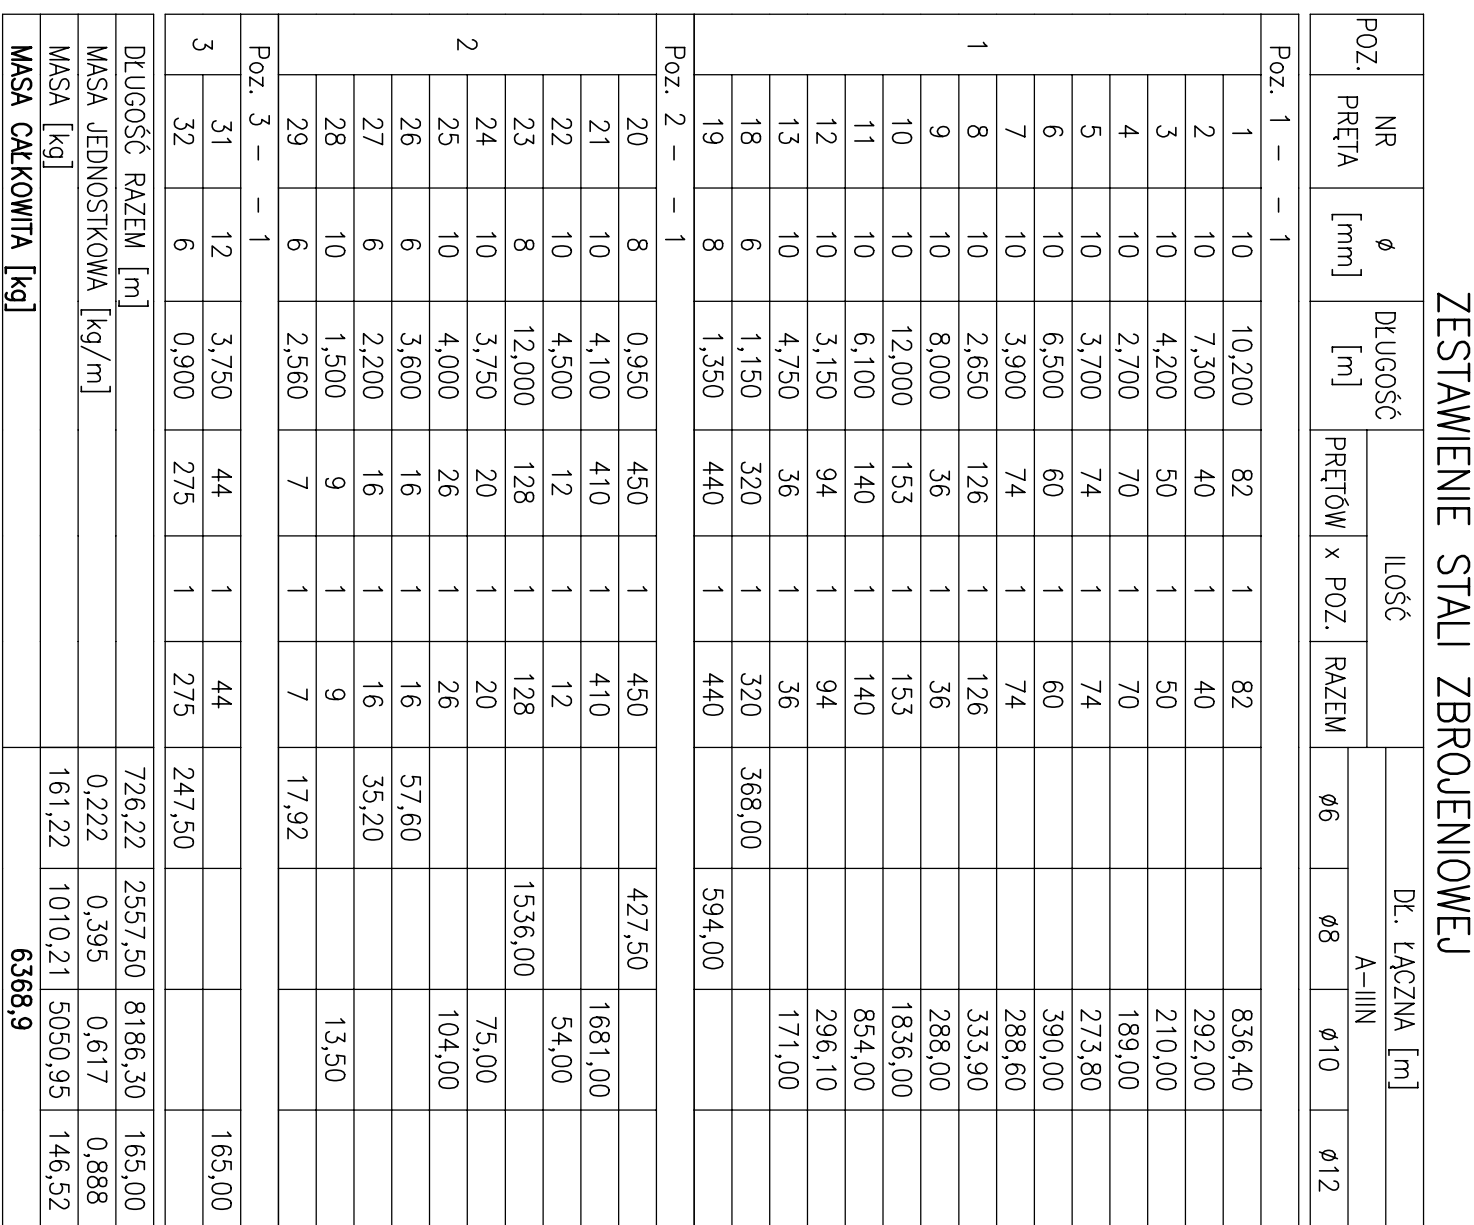 ZESTAWIENIE STALI ZBROJENIOWEJ
POZ. NR PRĘTA ø [mm] DŁUGOŚĆ [m] ILOŚĆ DŁ. ŁĄCZNA [m]
A-IIIN
PRĘTÓW x POZ. RAZEM ø6 ø8 ø10 ø12
Poz. 1 - - 1
1
1 10 10,200 82 1 82 836,40
2 10 7,300 40 1 40 292,00
3 10 4,200 50 1 50 210,00
4 10 2,700 70 1 70 189,00
5 10 3,700 74 1 74 273,80
6 10 6,500 60 1 60 390,00
7 10 3,900 74 1 74 288,60
8 10 2,650 126 1 126 333,90
9 10 8,000 36 1 36 288,00
10 10 12,000 153 1 153 1836,00
11 10 6,100 140 1 140 854,00
12 10 3,150 94 1 94 296,10
13 10 4,750 36 1 36 171,00
18 6 1,150 320 1 320 368,00
19 8 1,350 440 1 440 594,00
Poz. 2 - - 1
2
20 8 0,950 450 1 450 427,50
21 10 4,100 410 1 410 1681,00
22 10 4,500 12 1 12 54,00
23 8 12,000 128 1 128 1536,00
24 10 3,750 20 1 20 75,00
25 10 4,000 26 1 26 104,00
26 6 3,600 16 1 16 57,60
27 6 2,200 16 1 16 35,20
28 10 1,500 9 1 9 13,50
29 6 2,560 7 1 7 17,92
Poz. 3 - - 1
3
31 12 3,750 44 1 44 165,00
32 6 0,900 275 1 275 247,50
DŁUGOŚĆ RAZEM [m] 726,22 2557,50 8186,30 165,00
MASA JEDNOSTKOWA [kg/m] 0,222 0,395 0,617 0,888
MASA [kg] 161,22 1010,21 5050,95 146,52
MASA CAŁKOWITA [kg] 6368,9